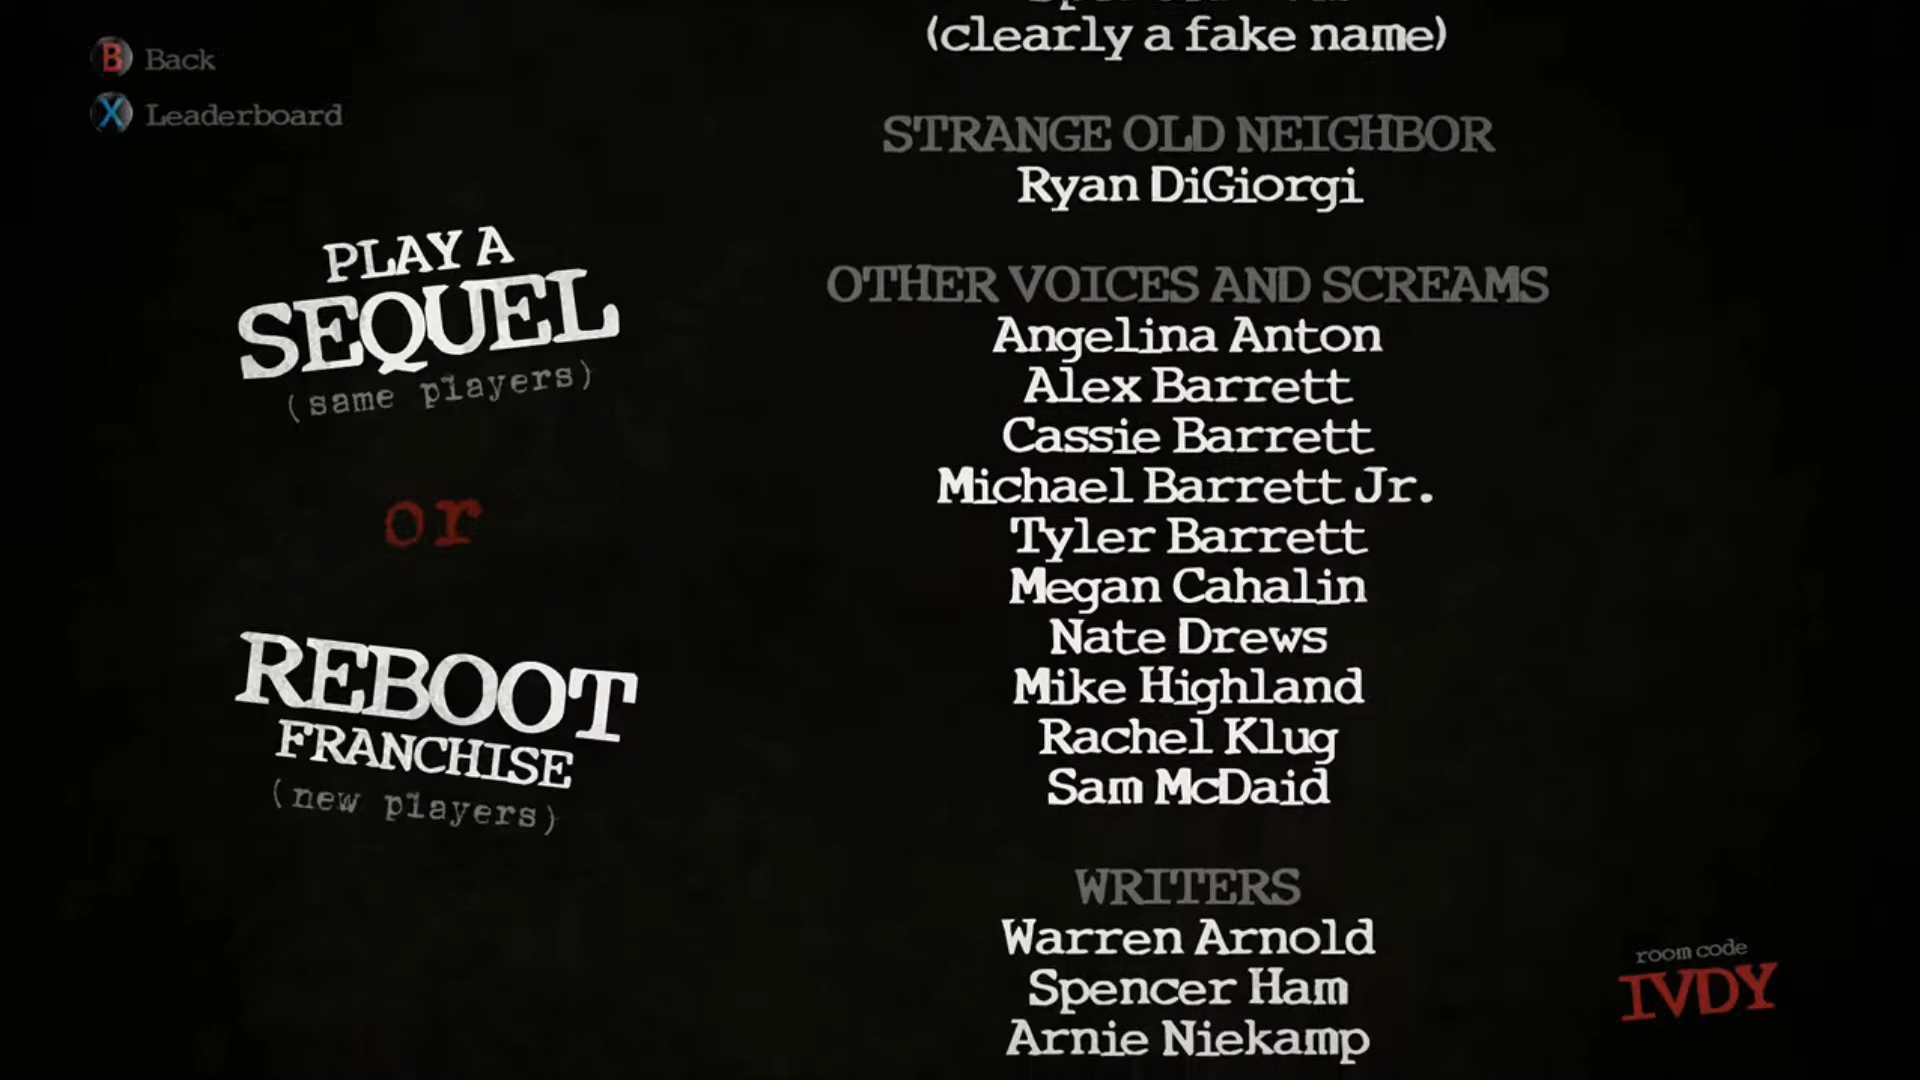 (clearly a fake name)
B Back
X Leaderboard
STRANGE OLD NEIGHBOR
Ryan DiGiorgi
PLAY A
SEQUEL
(same players)
or
REBOOT
FRANCHISE
(new players)
OTHER VOICES AND SCREAMS
Angelina Anton
Alex Barrett
Cassie Barrett
Michael Barrett Jr.
Tyler Barrett
Megan Cahalin
Nate Drews
Mike Highland
Rachel Klug
Sam McDaid
WRITERS
Warren Arnold
Spencer Ham
Arnie Niekamp
room code
IVDY